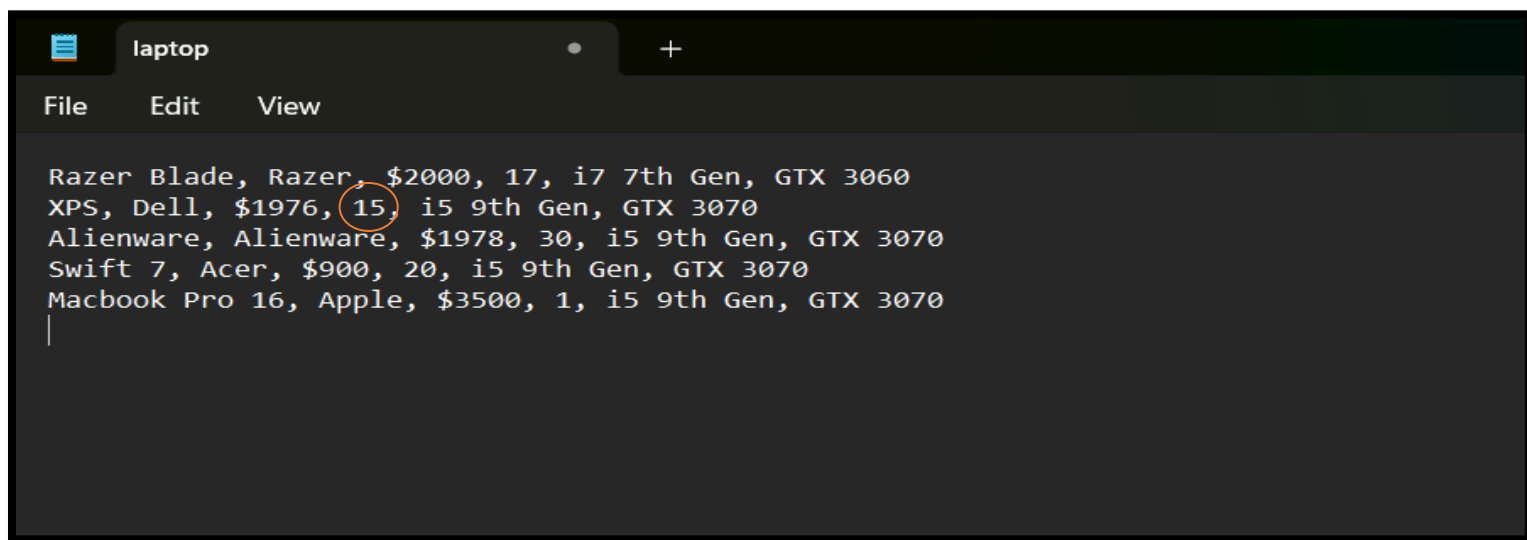 laptop
File Edit View
Razer Blade, Razer, $2000, 17, i7 7th Gen, GTX 3060
XPS, Dell, $1976, 15, i5 9th Gen, GTX 3070
Alienware, Alienware, $1978, 30, i5 9th Gen, GTX 3070
Swift 7, Acer, $900, 20, i5 9th Gen, GTX 3070
Macbook Pro 16, Apple, $3500, 1, i5 9th Gen, GTX 3070